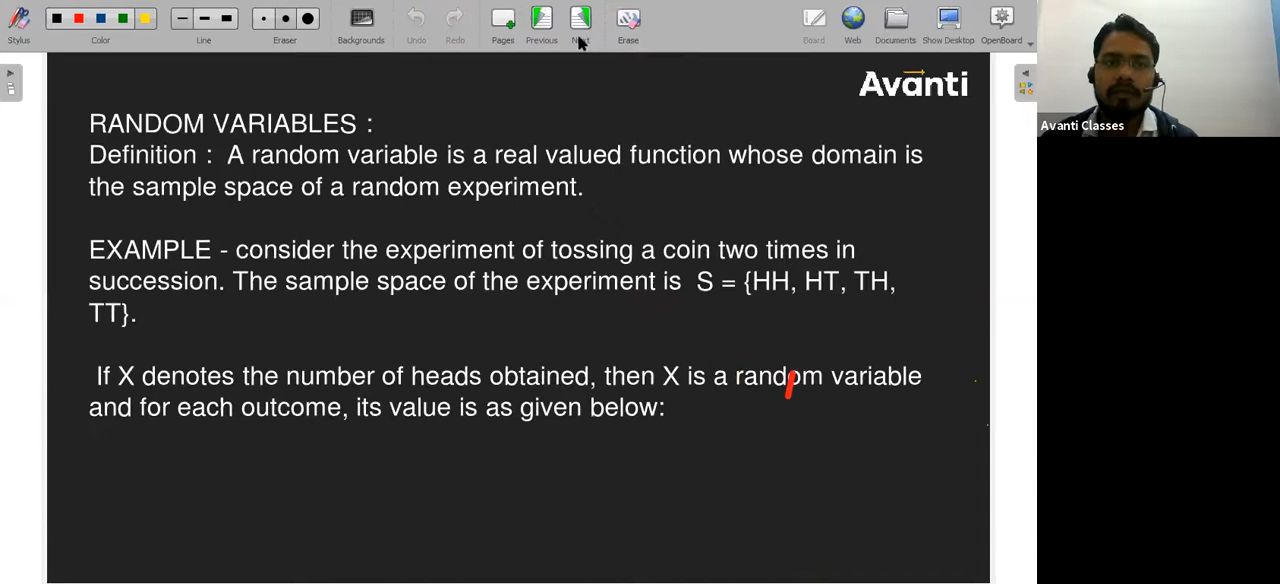 Stylus
Color
Line
Eraser
Backgrounds
Undo
Redo
Pages
Previous
Next
Erase
Board
Web
Documents
Show Desktop
OpenBoard
Avanti
Avanti Classes
RANDOM VARIABLES :
Definition : A random variable is a real valued function whose domain is
the sample space of a random experiment.
EXAMPLE - consider the experiment of tossing a coin two times in
succession. The sample space of the experiment is S = {HH, HT, TH,
TT}.
If X denotes the number of heads obtained, then X is a random variable
and for each outcome, its value is as given below: